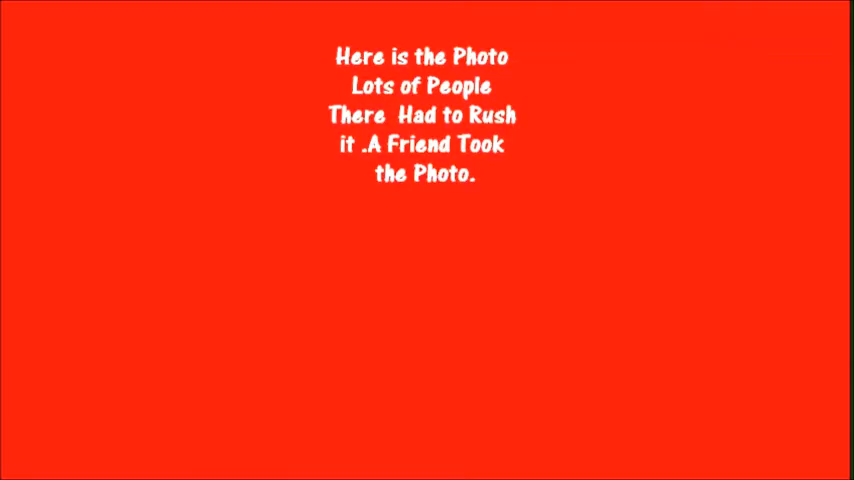 Here is the Photo
Lots of People
There  Had to Rush
it .A Friend Took
the Photo.